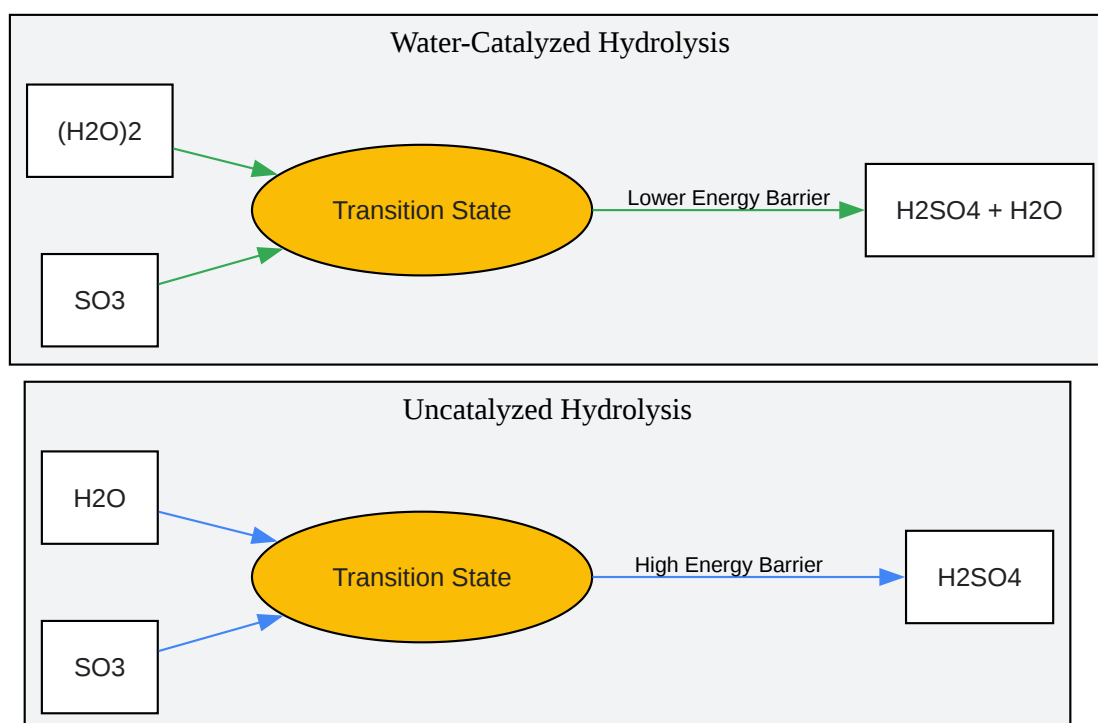 Water-Catalyzed Hydrolysis
(H2O)2
Transition State
Lower Energy Barrier
H2SO4 + H2O
SO3
Uncatalyzed Hydrolysis
H2O
Transition State
High Energy Barrier
H2SO4
SO3